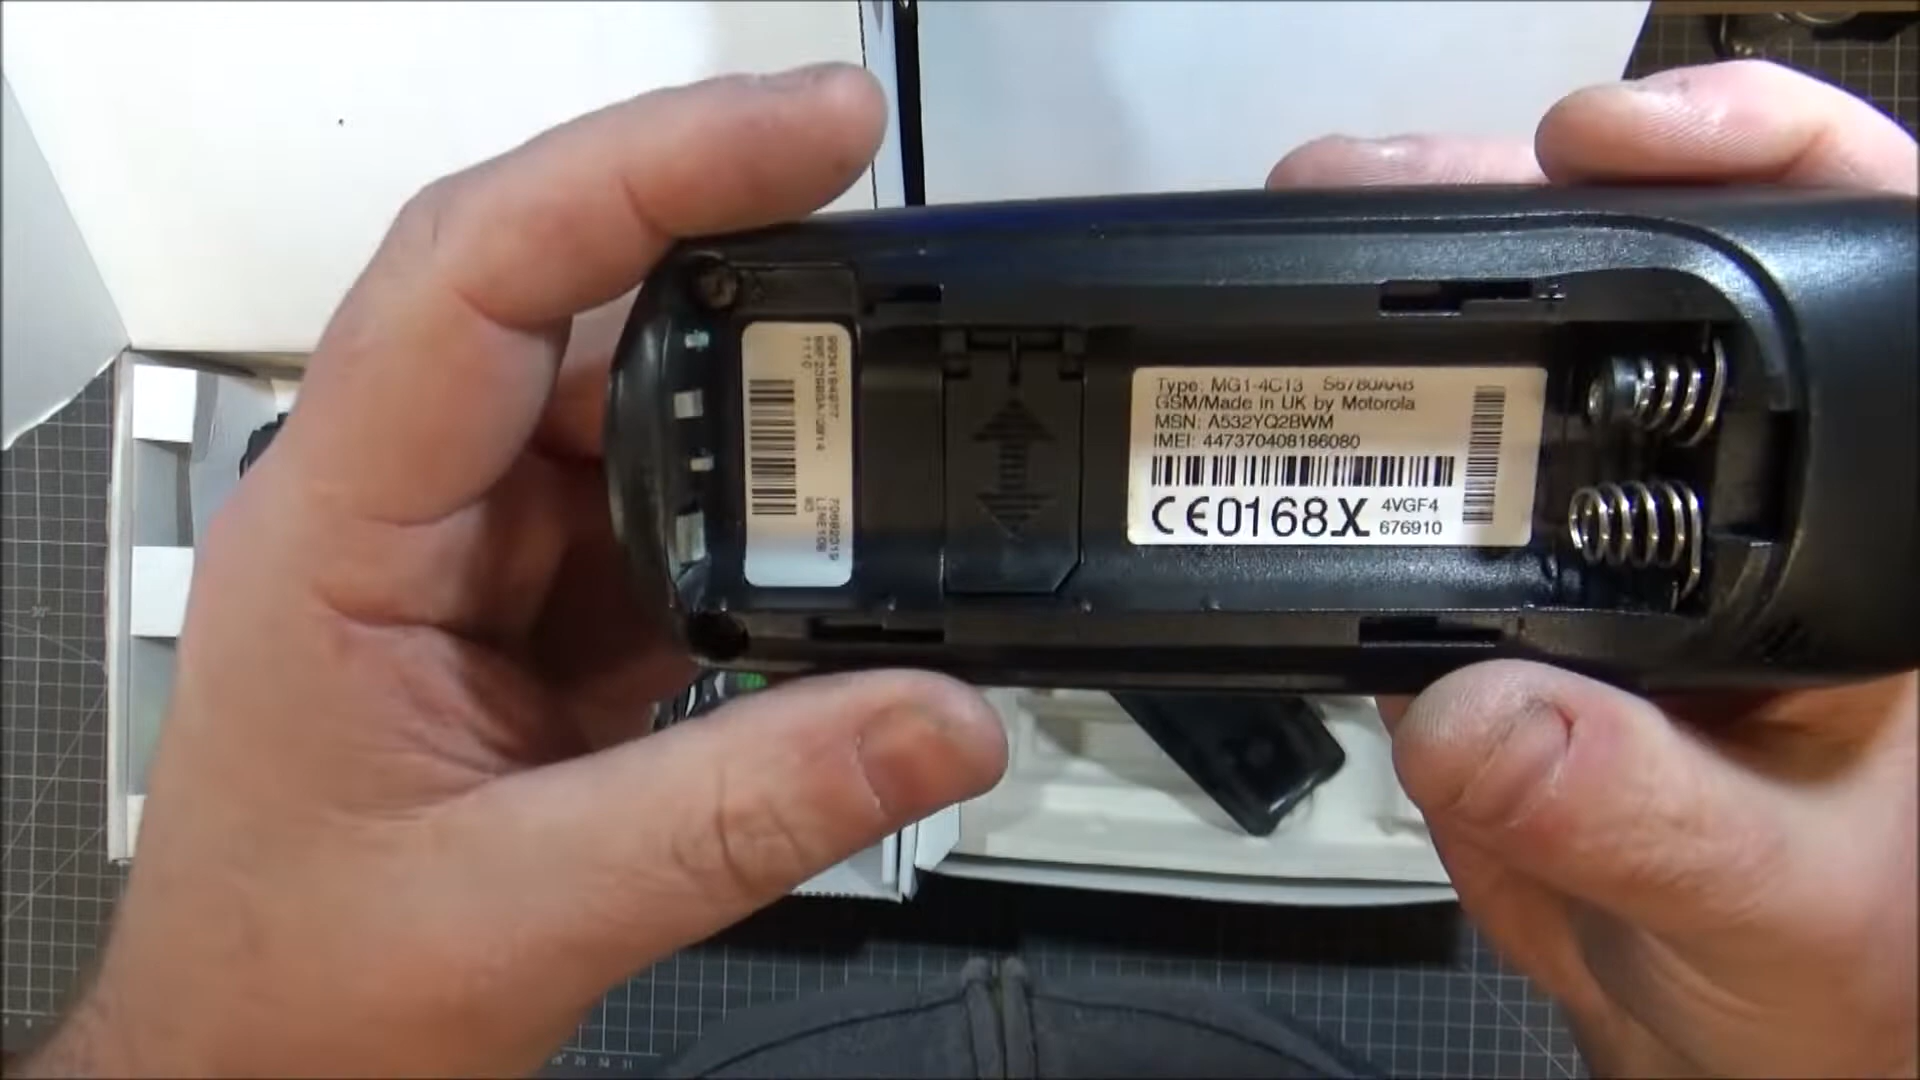 Type: MG1-4C13 S6780AAB
GSM/Made in UK by Motorola
MSN: A532YQ2BWM
IMEI: 447370408186080
CE0168X
4VGF4
676910